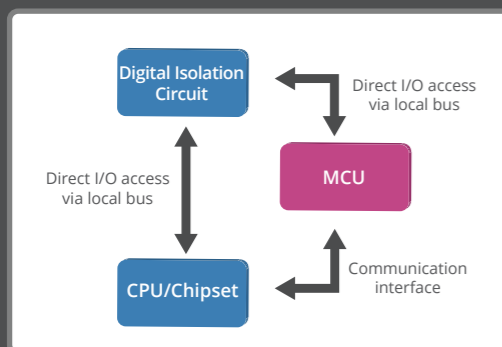 Digital Isolation
Circuit
Direct I/O access
via local bus
MCU
Direct I/O access
via local bus
CPU/Chipset
Communication
interface